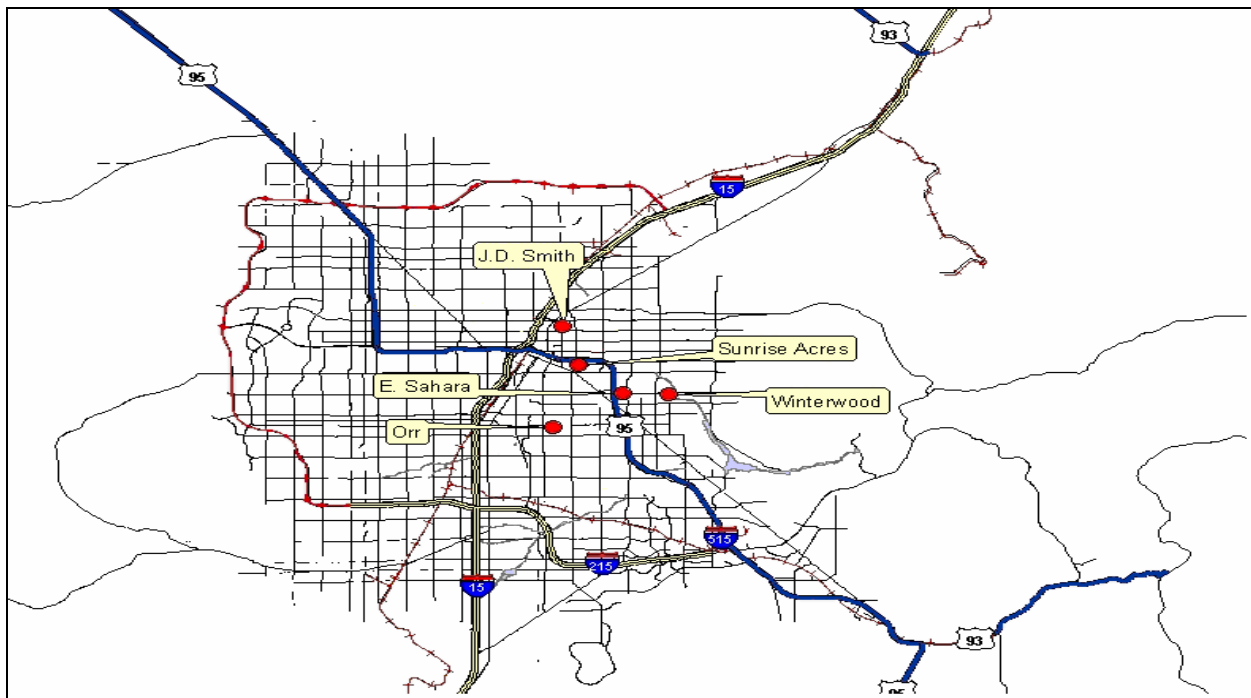 93
95
15
J.D. Smith
Sunrise Acres
E. Sahara
Winterwood
Orr
95
515
215
15
93
95